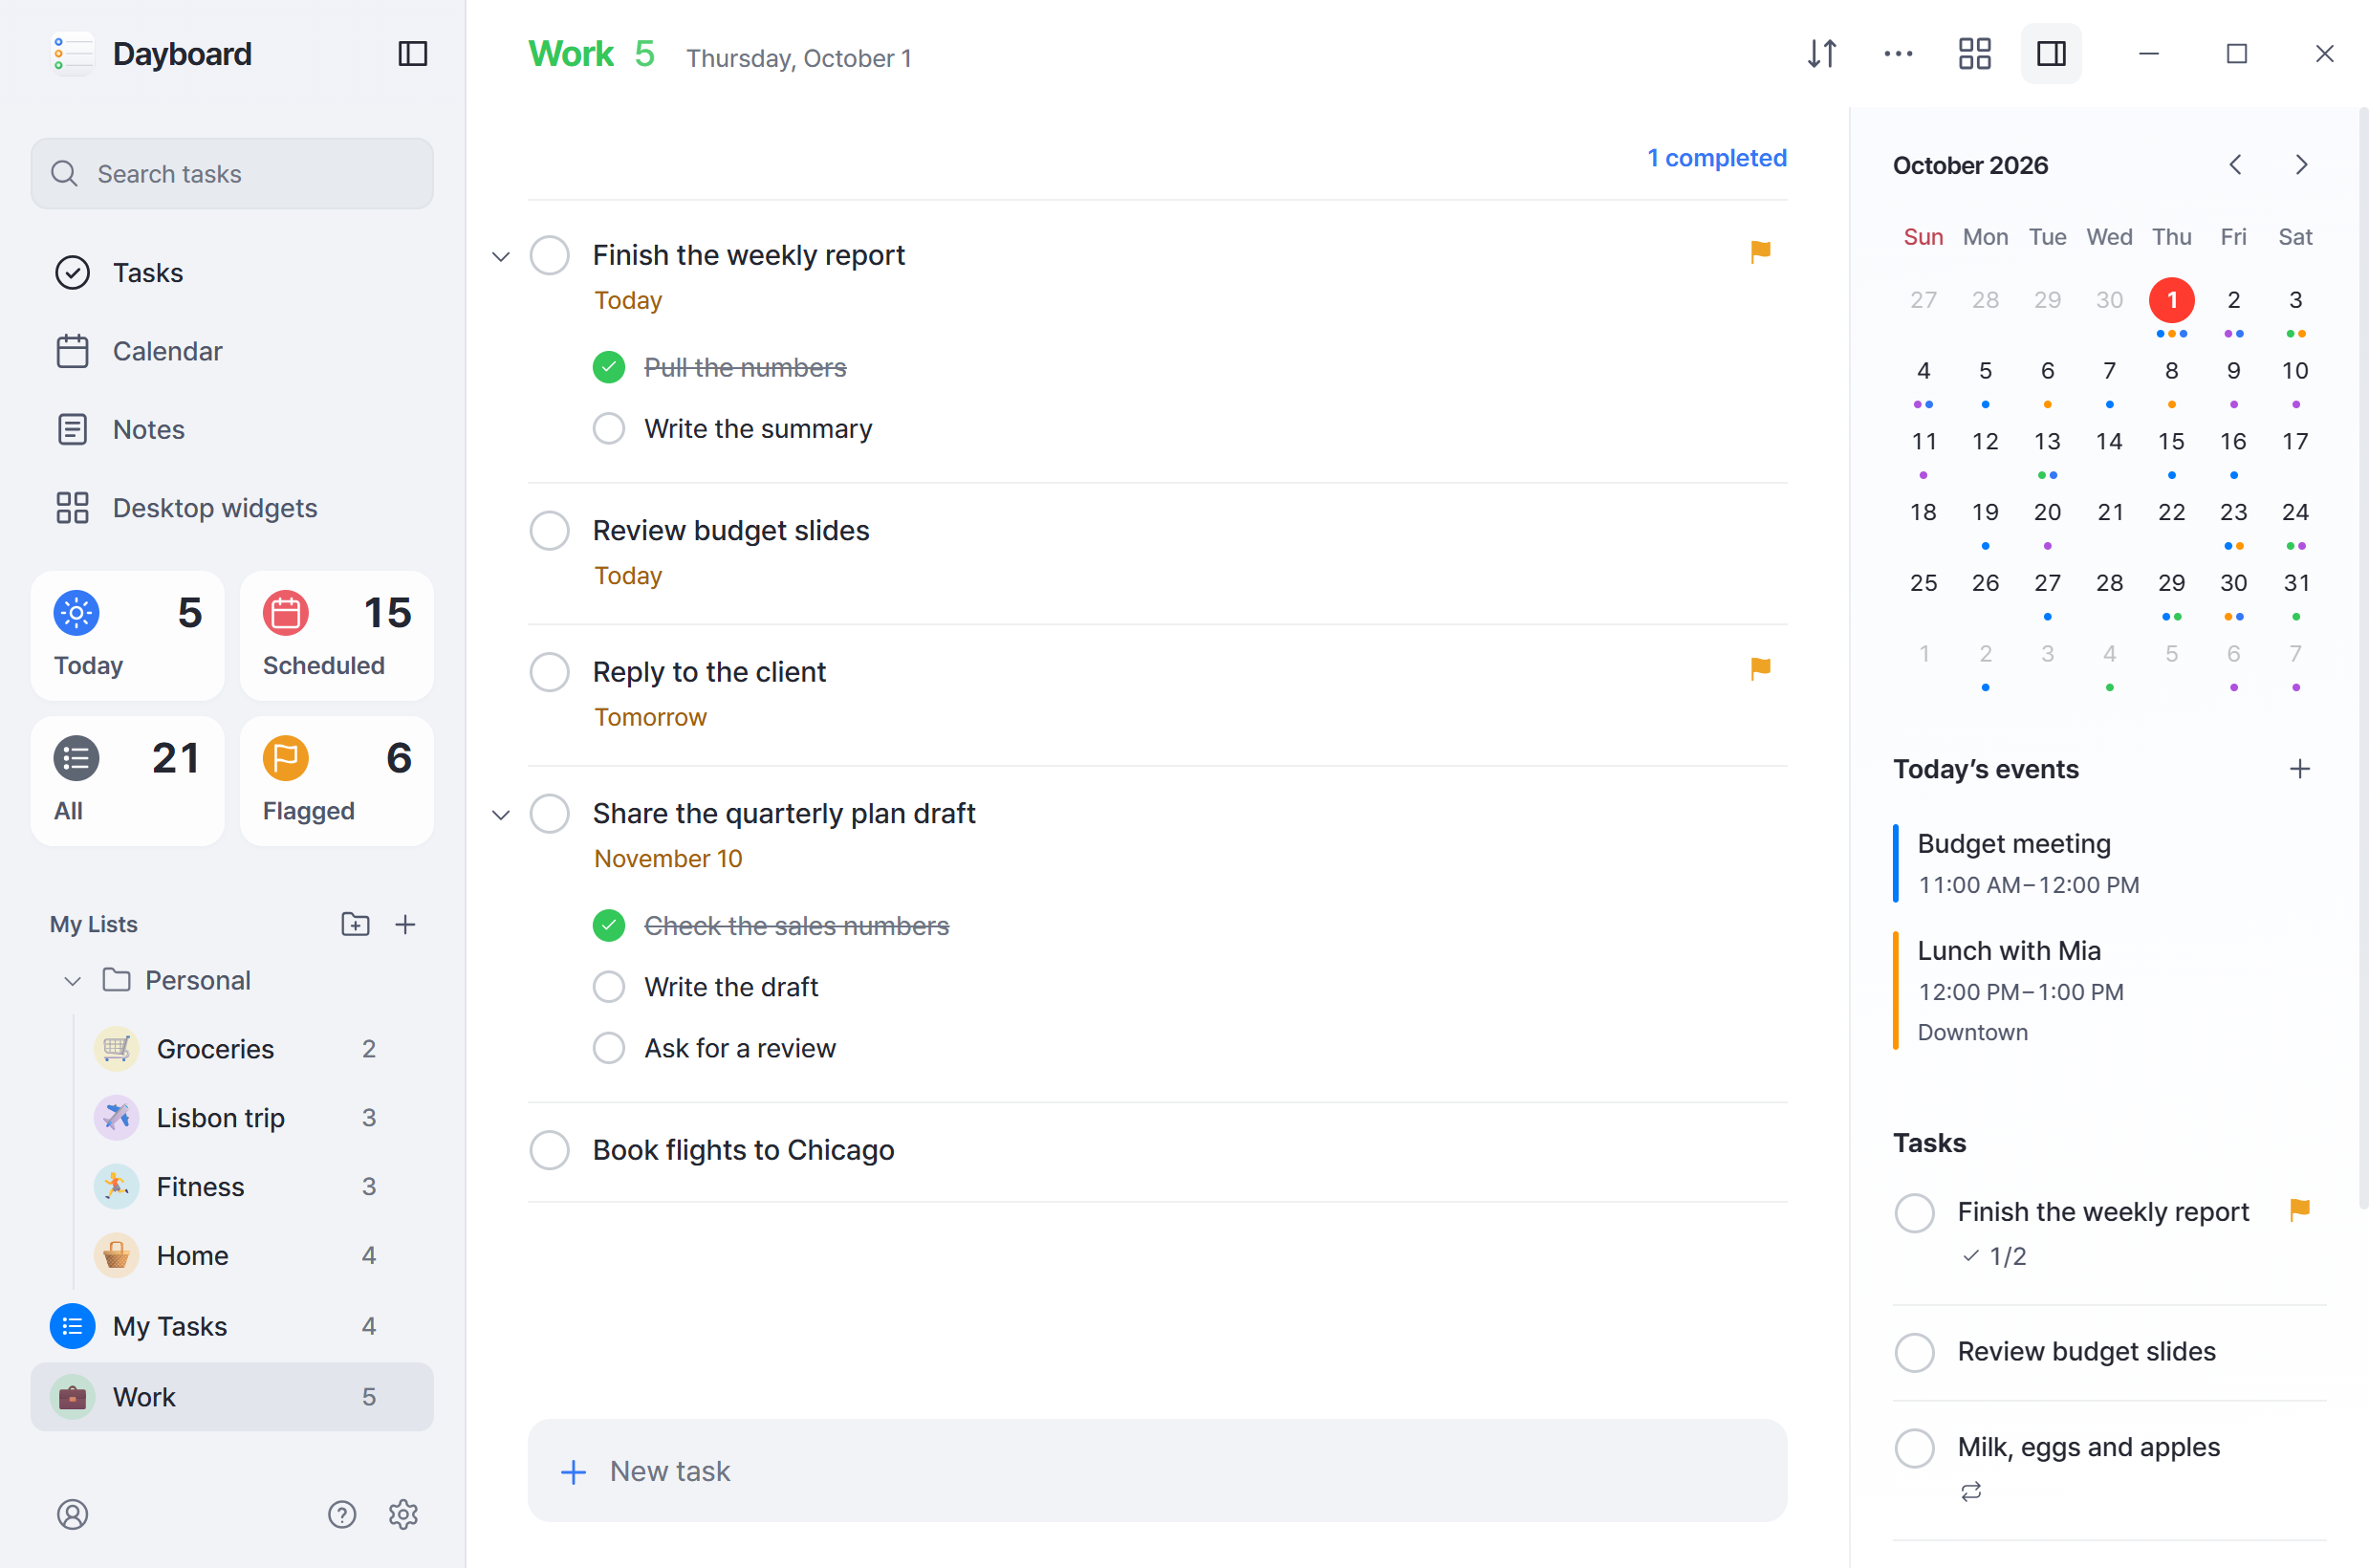 Dayboard
Search tasks
Tasks
Calendar
Notes
Desktop widgets
5
Today
15
Scheduled
21
All
6
Flagged
My Lists
Personal
Groceries 2
Lisbon trip 3
Fitness 3
Home 4
My Tasks 4
Work 5
Work 5 Thursday, October 1
1 completed
Finish the weekly report
Today
Pull the numbers
Write the summary
Review budget slides
Today
Reply to the client
Tomorrow
Share the quarterly plan draft
November 10
Check the sales numbers
Write the draft
Ask for a review
Book flights to Chicago
New task
October 2026
Sun Mon Tue Wed Thu Fri Sat
27 28 29 30 1 2 3
4 5 6 7 8 9 10
11 12 13 14 15 16 17
18 19 20 21 22 23 24
25 26 27 28 29 30 31
1 2 3 4 5 6 7
Today’s events
Budget meeting
11:00 AM–12:00 PM
Lunch with Mia
12:00 PM–1:00 PM
Downtown
Tasks
Finish the weekly report
1/2
Review budget slides
Milk, eggs and apples